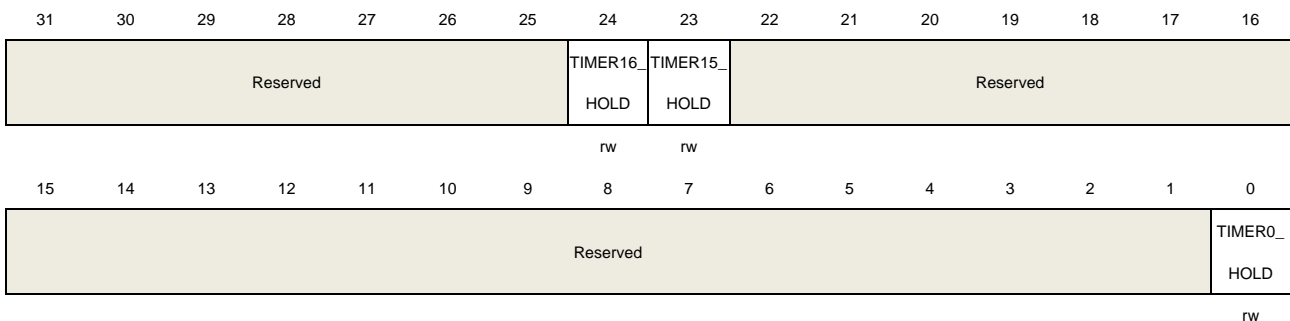 31 30 29 28 27 26 25 24 23 22 21 20 19 18 17 16
Reserved
TIMER16_
HOLD
TIMER15_
HOLD
Reserved
rw rw
15 14 13 12 11 10 9 8 7 6 5 4 3 2 1 0
Reserved
TIMER0_
HOLD
rw